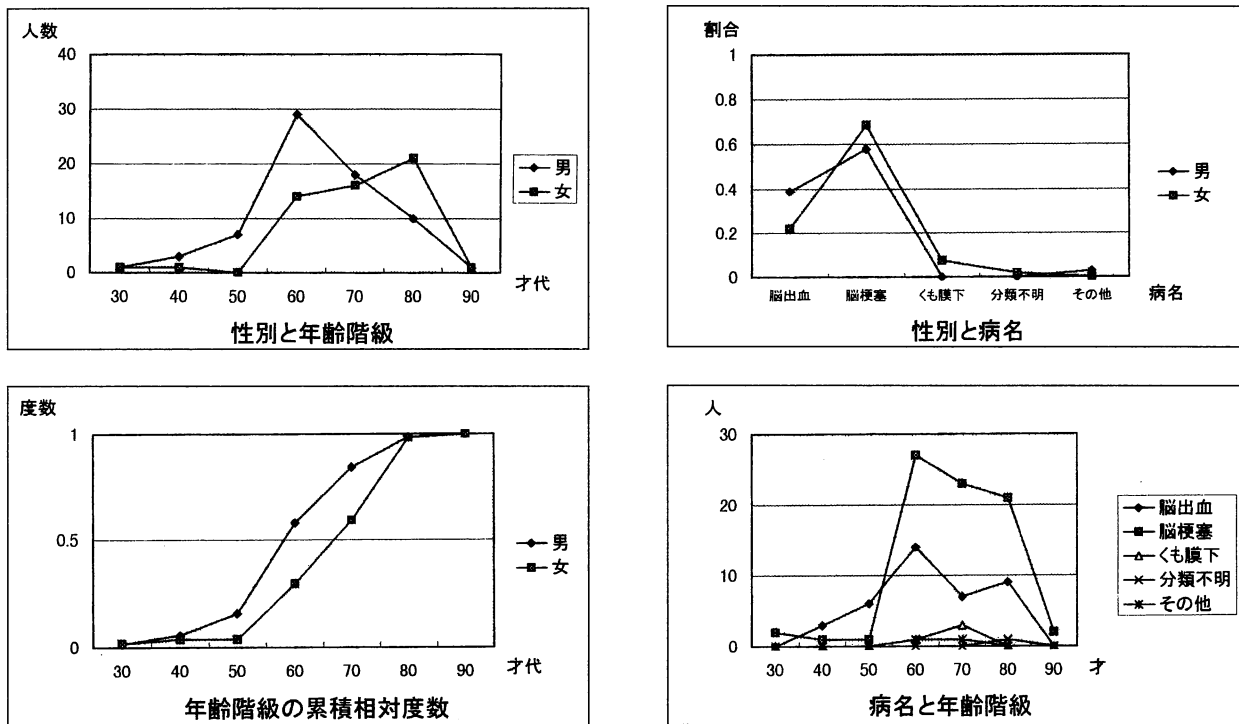 人数
40
30
20
10
0
30 40 50 60 70 80 90 才代
男
女
性別と年齢階級
割合
1
0.8
0.6
0.4
0.2
0
脳出血 脳梗塞 くも膜下 分類不明 その他 病名
男
女
性別と病名
度数
1
0.5
0
30 40 50 60 70 80 90 才代
男
女
年齢階級の累積相対度数
人
30
20
10
0
30 40 50 60 70 80 90 才
脳出血
脳梗塞
くも膜下
分類不明
その他
病名と年齢階級